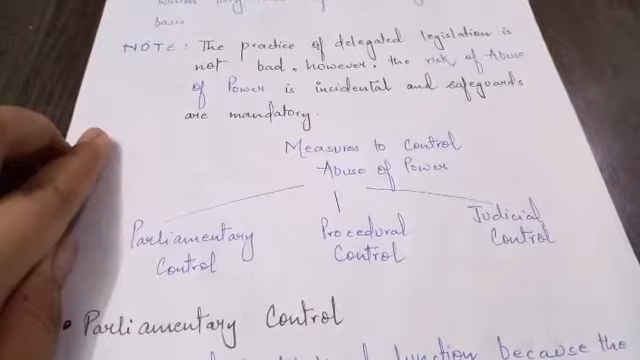 basis
NOTE: The practice of delegated legislation is
not bad. however. the risk of Abuse
of Power is incidental and safeguards
are mandatory.
Measures to Control
Abuse of Power
Parliamentary Control
Procedural Control
Judicial Control
• Parliamentary Control
function because the